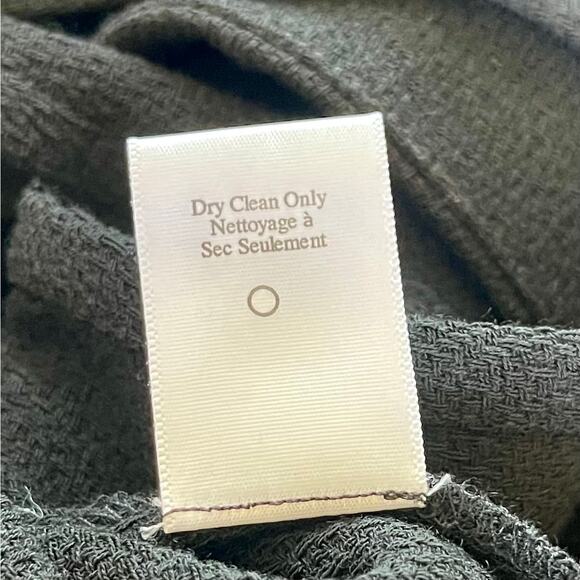 Dry Clean Only
Nettoyage à
Sec Seulement